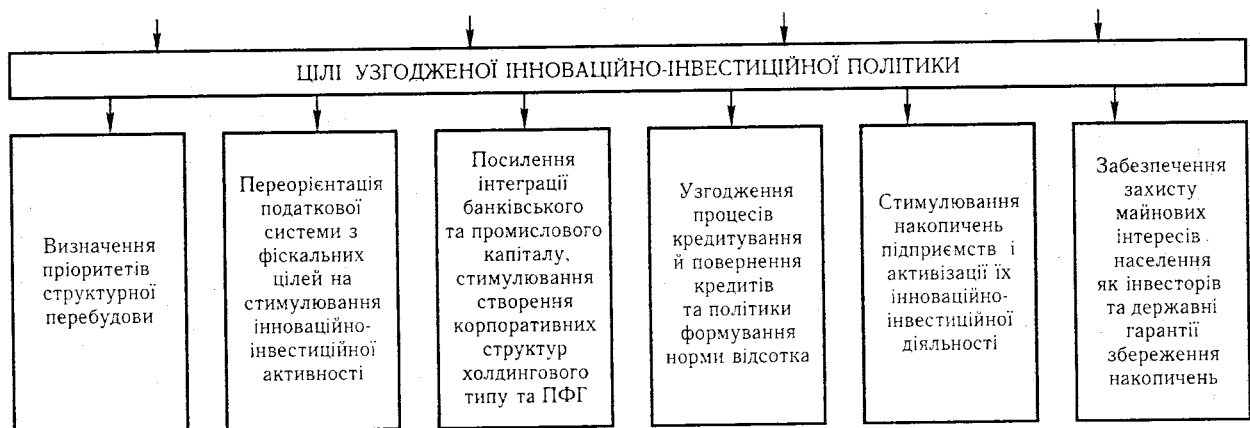 ЦІЛІ УЗГОДЖЕНОЇ ІННОВАЦІЙНО-ІНВЕСТИЦІЙНОЇ ПОЛІТИКИ
Визначення
пріоритетів
структурної
перебудови
Переорієнтація
податкової
системи з
фіскальних
цілей на
стимулювання
інноваційно-
інвестиційної
активності
Посилення
інтеграції
банківського
та промислового
капіталу,
стимулювання
створення
корпоративних
структур
холдингового
типу та ПФГ
Узгодження
процесів
кредитування
й повернення
кредитів
та політики
формування
норми відсотка
Стимулювання
накопичень
підприємств і
активізації їх
інноваційно-
інвестиційної
діяльності
Забезпечення
захисту
майнових
інтересів
населення
як інвесторів
та державні
гарантії
збереження
накопичень